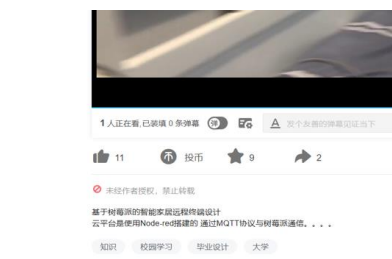 1 人正在看,已装填 0 条弹幕
弹
A 发个友善的弹幕见证当下
11 币 投币 9 2
未经作者授权，禁止转载
基于树莓派的智能家居远程终端设计
云平台是使用Node-red搭建的 通过MQTT协议与树莓派通信。。。。
知识 校园学习 毕业设计 大学